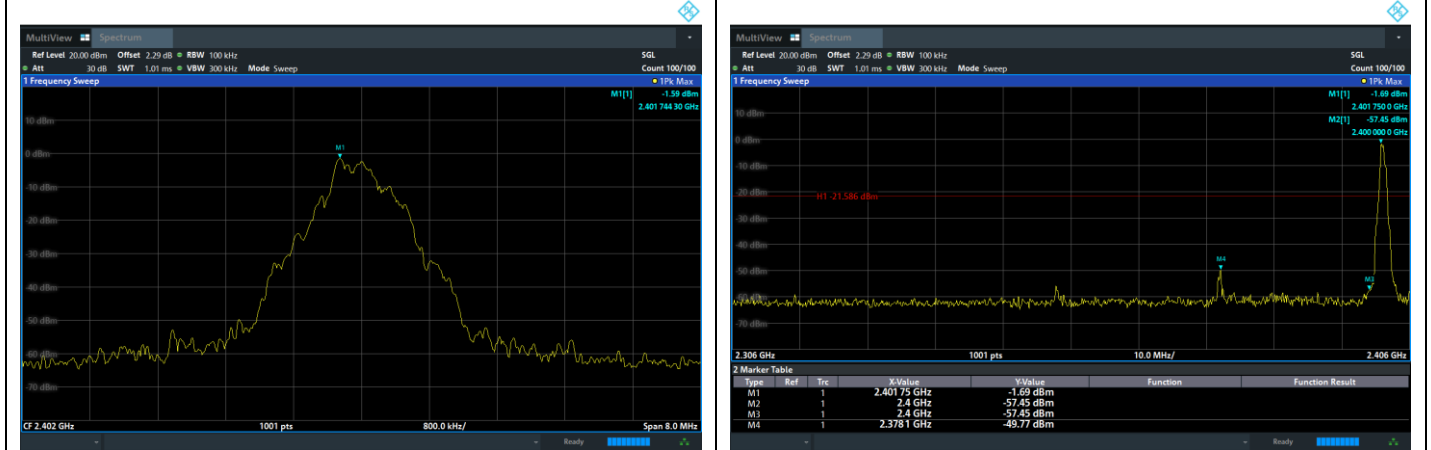 MultiView Spectrum
Ref Level 20.00 dBm Offset 2.29 dB RBW 100 kHz SGL
Att 30 dB SWT 1.01 ms VBW 300 kHz Mode Sweep Count 100/100
1 Frequency Sweep 1Pk Max
M1[1] -1.59 dBm
2.401 744 30 GHz
10 dBm
M1
0 dBm
-10 dBm
-20 dBm
-30 dBm
-40 dBm
-50 dBm
-60 dBm
-70 dBm
CF 2.402 GHz 1001 pts 800.0 kHz/ Span 8.0 MHz
Ready
MultiView Spectrum
Ref Level 20.00 dBm Offset 2.29 dB RBW 100 kHz SGL
Att 30 dB SWT 1.01 ms VBW 300 kHz Mode Sweep Count 100/100
1 Frequency Sweep 1Pk Max
M1[1] -1.69 dBm
2.401 750 0 GHz
10 dBm
M2[1] -57.45 dBm
2.400 000 0 GHz
0 dBm
-10 dBm
-20 dBm
H1 -21.586 dBm
-30 dBm
-40 dBm
M4
-50 dBm
M3
-70 dBm
2.306 GHz 1001 pts 10.0 MHz/ 2.406 GHz
2 Marker Table
Type Ref Trc X-Value Y-Value Function Function Result
M1 1 2.401 75 GHz -1.69 dBm
M2 1 2.4 GHz -57.45 dBm
M3 1 2.4 GHz -57.45 dBm
M4 1 2.378 1 GHz -49.77 dBm
Ready